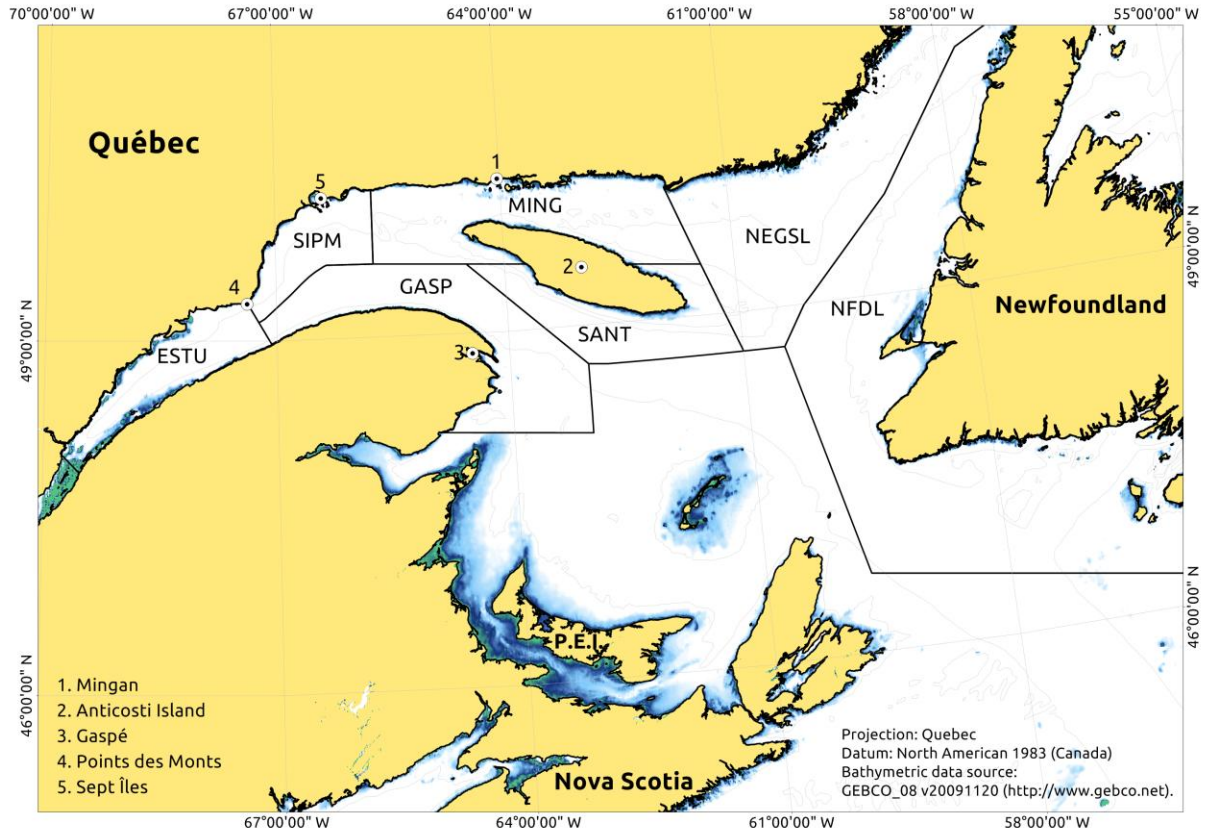 70°00'00" W
67°00'00" W
64°00'00" W
61°00'00" W
58°00'00" W
55°00'00" W
Québec
1
5
MING
SIPM
NEGSL
49°00'00" N
2
GASP
4
NFDL
Newfoundland
SANT
49°00'00" N
ESTU
3
46°00'00" N
P.E.I.
46°00'00" N
1. Mingan
2. Anticosti Island
3. Gaspé
4. Points des Monts
5. Sept Îles
Nova Scotia
Projection: Quebec
Datum: North American 1983 (Canada)
Bathymetric data source:
GEBCO_08 v20091120 (http://www.gebco.net).
67°00'00" W
64°00'00" W
61°00'00" W
58°00'00" W